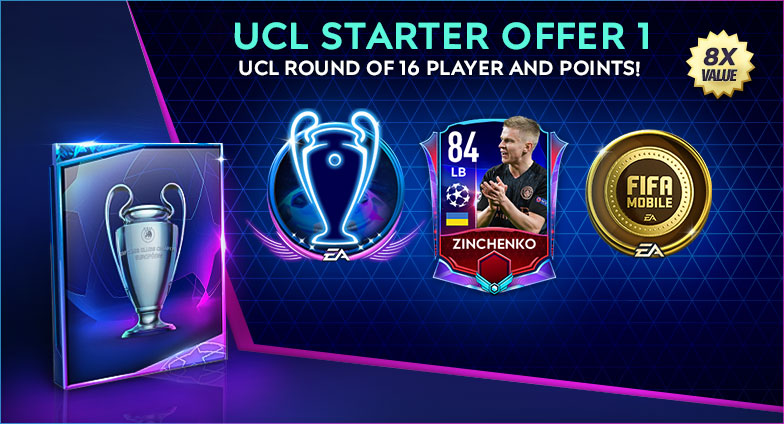 UCL STARTER OFFER 1
UCL ROUND OF 16 PLAYER AND POINTS!
8X
VALUE
84
LB
ZINCHENKO
EA
FIFA
MOBILE
EA
EA